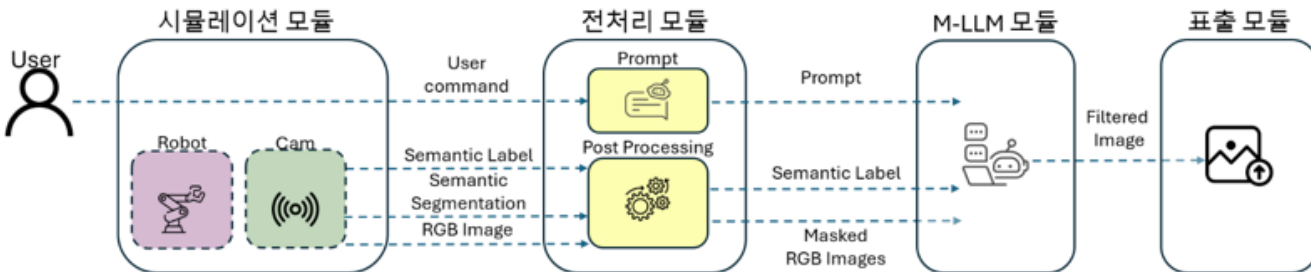 시뮬레이션 모듈
전처리 모듈
M-LLM 모듈
표출 모듈
User
User
command
Prompt
Prompt
Robot
Cam
Semantic Label
Semantic
Segmentation
RGB Image
Post Processing
Semantic Label
Masked
RGB Images
Filtered
Image